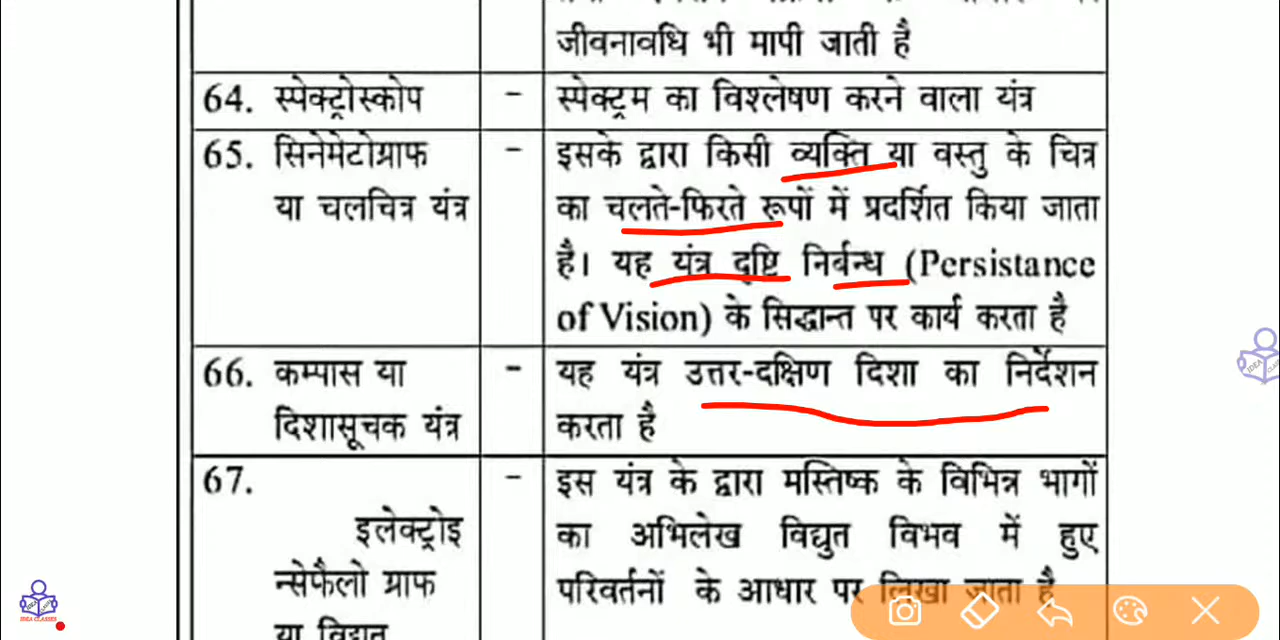 जीवनावधि भी मापी जाती है
64. स्पेक्ट्रोस्कोप - स्पेक्ट्रम का विश्लेषण करने वाला यंत्र
65. सिनेमेटोग्राफ - इसके द्वारा किसी व्यक्ति या वस्तु के चित्र
या चलचित्र यंत्र का चलते-फिरते रूपों में प्रदर्शित किया जाता
है। यह यंत्र दृष्टि निर्बन्ध (Persistance
of Vision) के सिद्धान्त पर कार्य करता है
66. कम्पास या - यह यंत्र उत्तर-दक्षिण दिशा का निर्देशन
दिशासूचक यंत्र करता है
67. - इस यंत्र के द्वारा मस्तिष्क के विभिन्न भागों
इलेक्ट्रोइ का अभिलेख विद्युत विभव में हुए
न्सेफैलो ग्राफ परिवर्तनों के आधार पर लिखा जाता है
या विद्युत
IDEA CLASSES